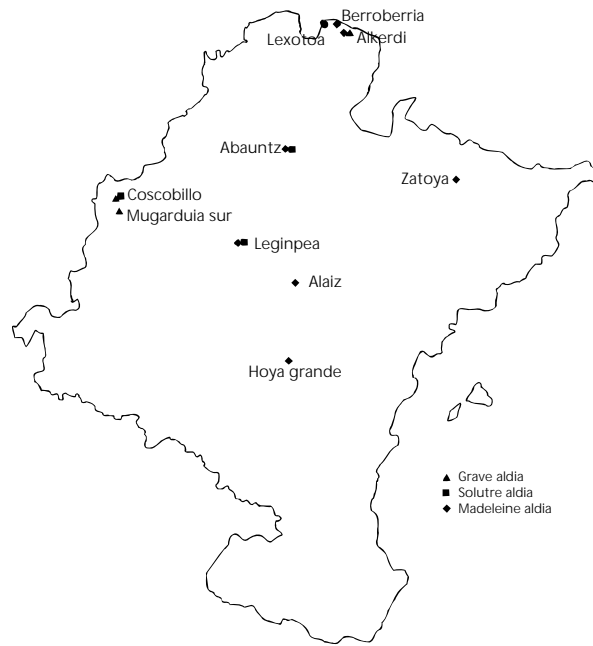 Berroberria
Lexotoa
Alkerdi
Abauntz
Zatoya
Coscobillo
Mugarduia sur
Leginpea
Alaiz
Hoya grande
Grave aldia
Solutre aldia
Madeleine aldia